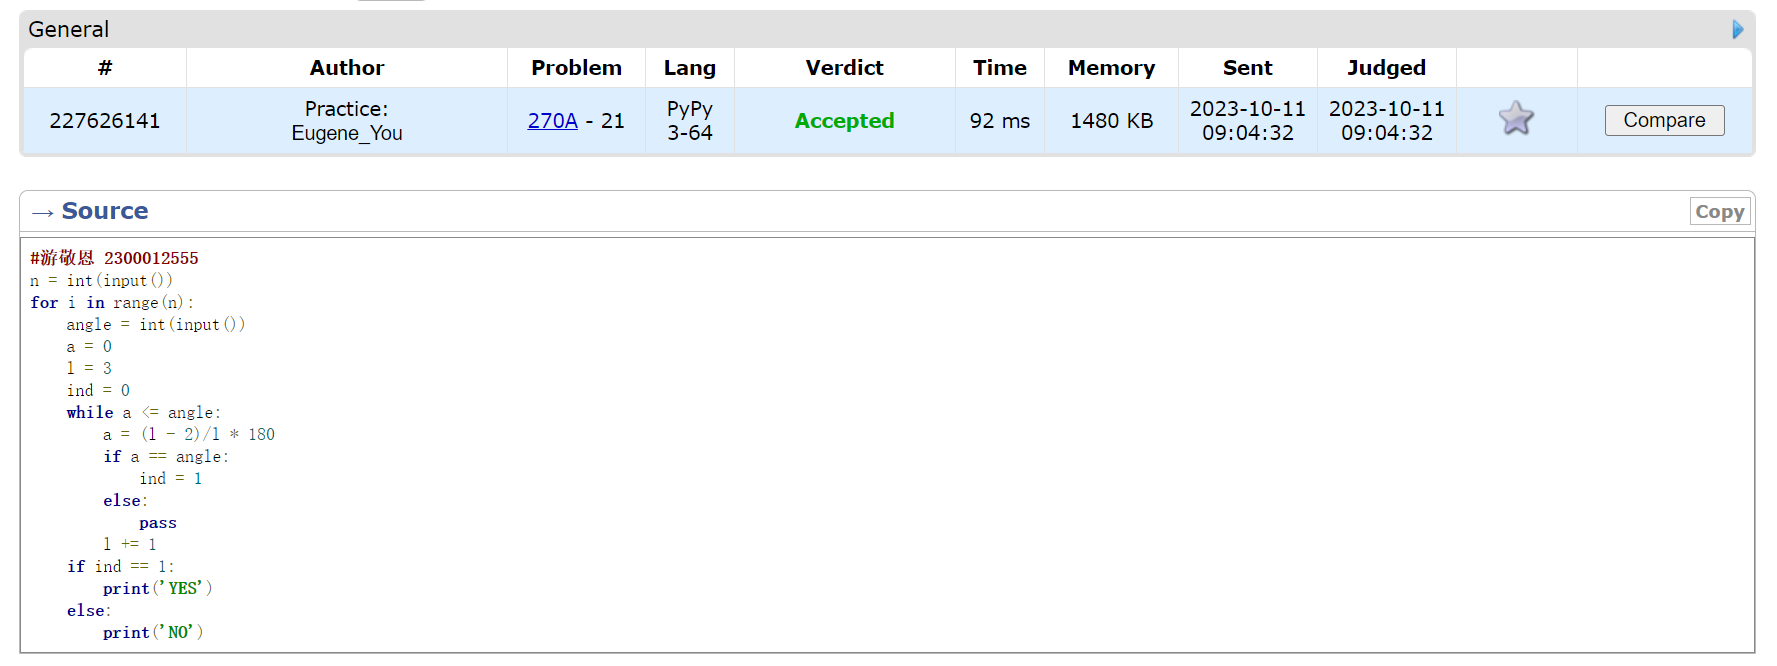 General
# Author Problem Lang Verdict Time Memory Sent Judged
227626141 Practice: Eugene_You 270A - 21 PyPy 3-64 Accepted 92 ms 1480 KB 2023-10-11 09:04:32 2023-10-11 09:04:32 Compare
→ Source Copy
#游敬恩 2300012555
n = int(input())
for i in range(n):
    angle = int(input())
    a = 0
    l = 3
    ind = 0
    while a <= angle:
        a = (l - 2)/l * 180
        if a == angle:
            ind = 1
        else:
            pass
        l += 1
    if ind == 1:
        print('YES')
    else:
        print('NO')